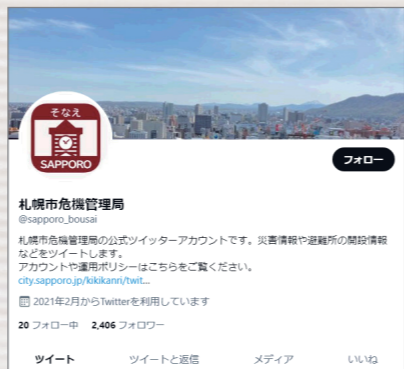 そなえ
SAPPORO
フォロー
札幌市危機管理局
@sapporo_bousai
札幌市危機管理局の公式ツイッターアカウントです。災害情報や避難所の開設情報
などをツイートします。
アカウントや運用ポリシーはこちらをご覧ください。
city.sapporo.jp/kikikanri/twit...
2021年2月からTwitterを利用しています
20 フォロー中 2,406 フォロワー
ツイート ツイートと返信 メディア いいね